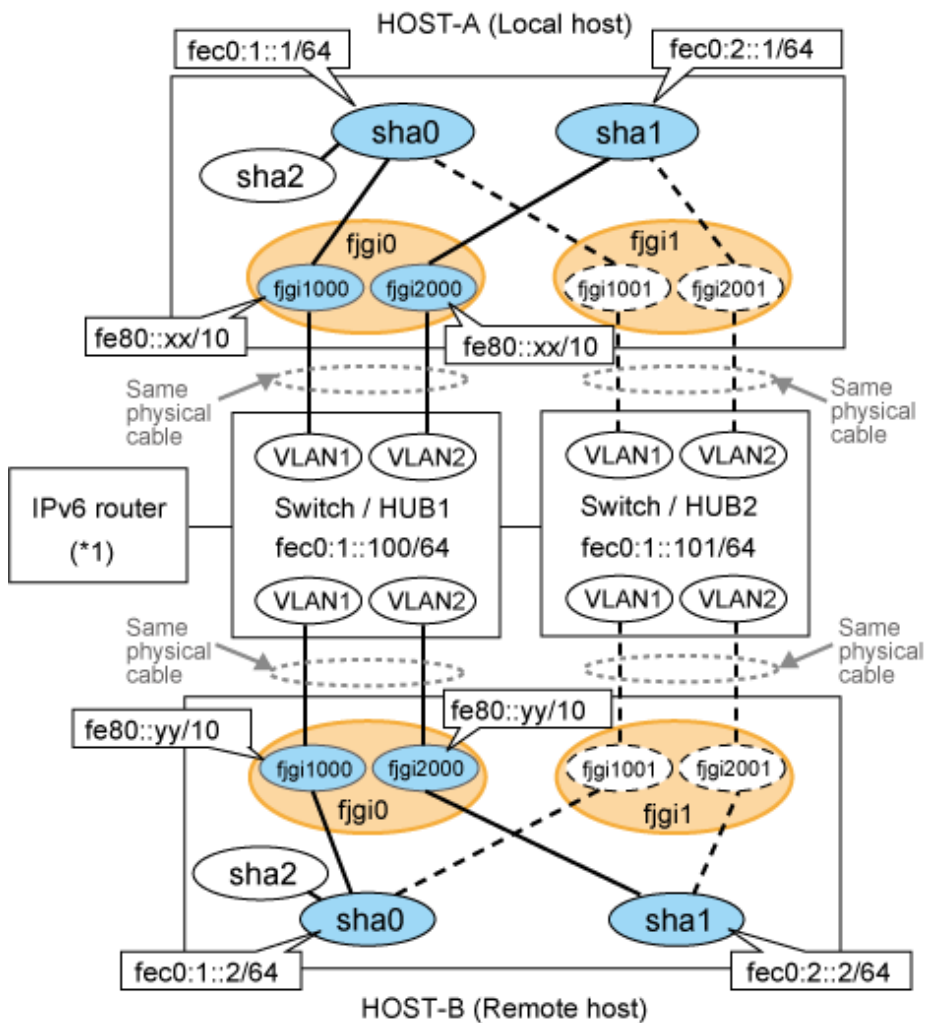 HOST-A (Local host)
fec0:1::1/64
fec0:2::1/64
sha0
sha1
sha2
fjgi0
fjgi1
fjgi1000
fjgi2000
fjgi1001
fjgi2001
fe80::xx/10
fe80::xx/10
Same
physical
cable
Same
physical
cable
VLAN1
VLAN2
VLAN1
VLAN2
IPv6 router
(*1)
Switch / HUB1
fec0:1::100/64
Switch / HUB2
fec0:1::101/64
VLAN1
VLAN2
VLAN1
VLAN2
Same
physical
cable
Same
physical
cable
fe80::yy/10
fe80::yy/10
fjgi1000
fjgi2000
fjgi1001
fjgi2001
fjgi0
fjgi1
sha2
sha0
sha1
fec0:1::2/64
fec0:2::2/64
HOST-B (Remote host)